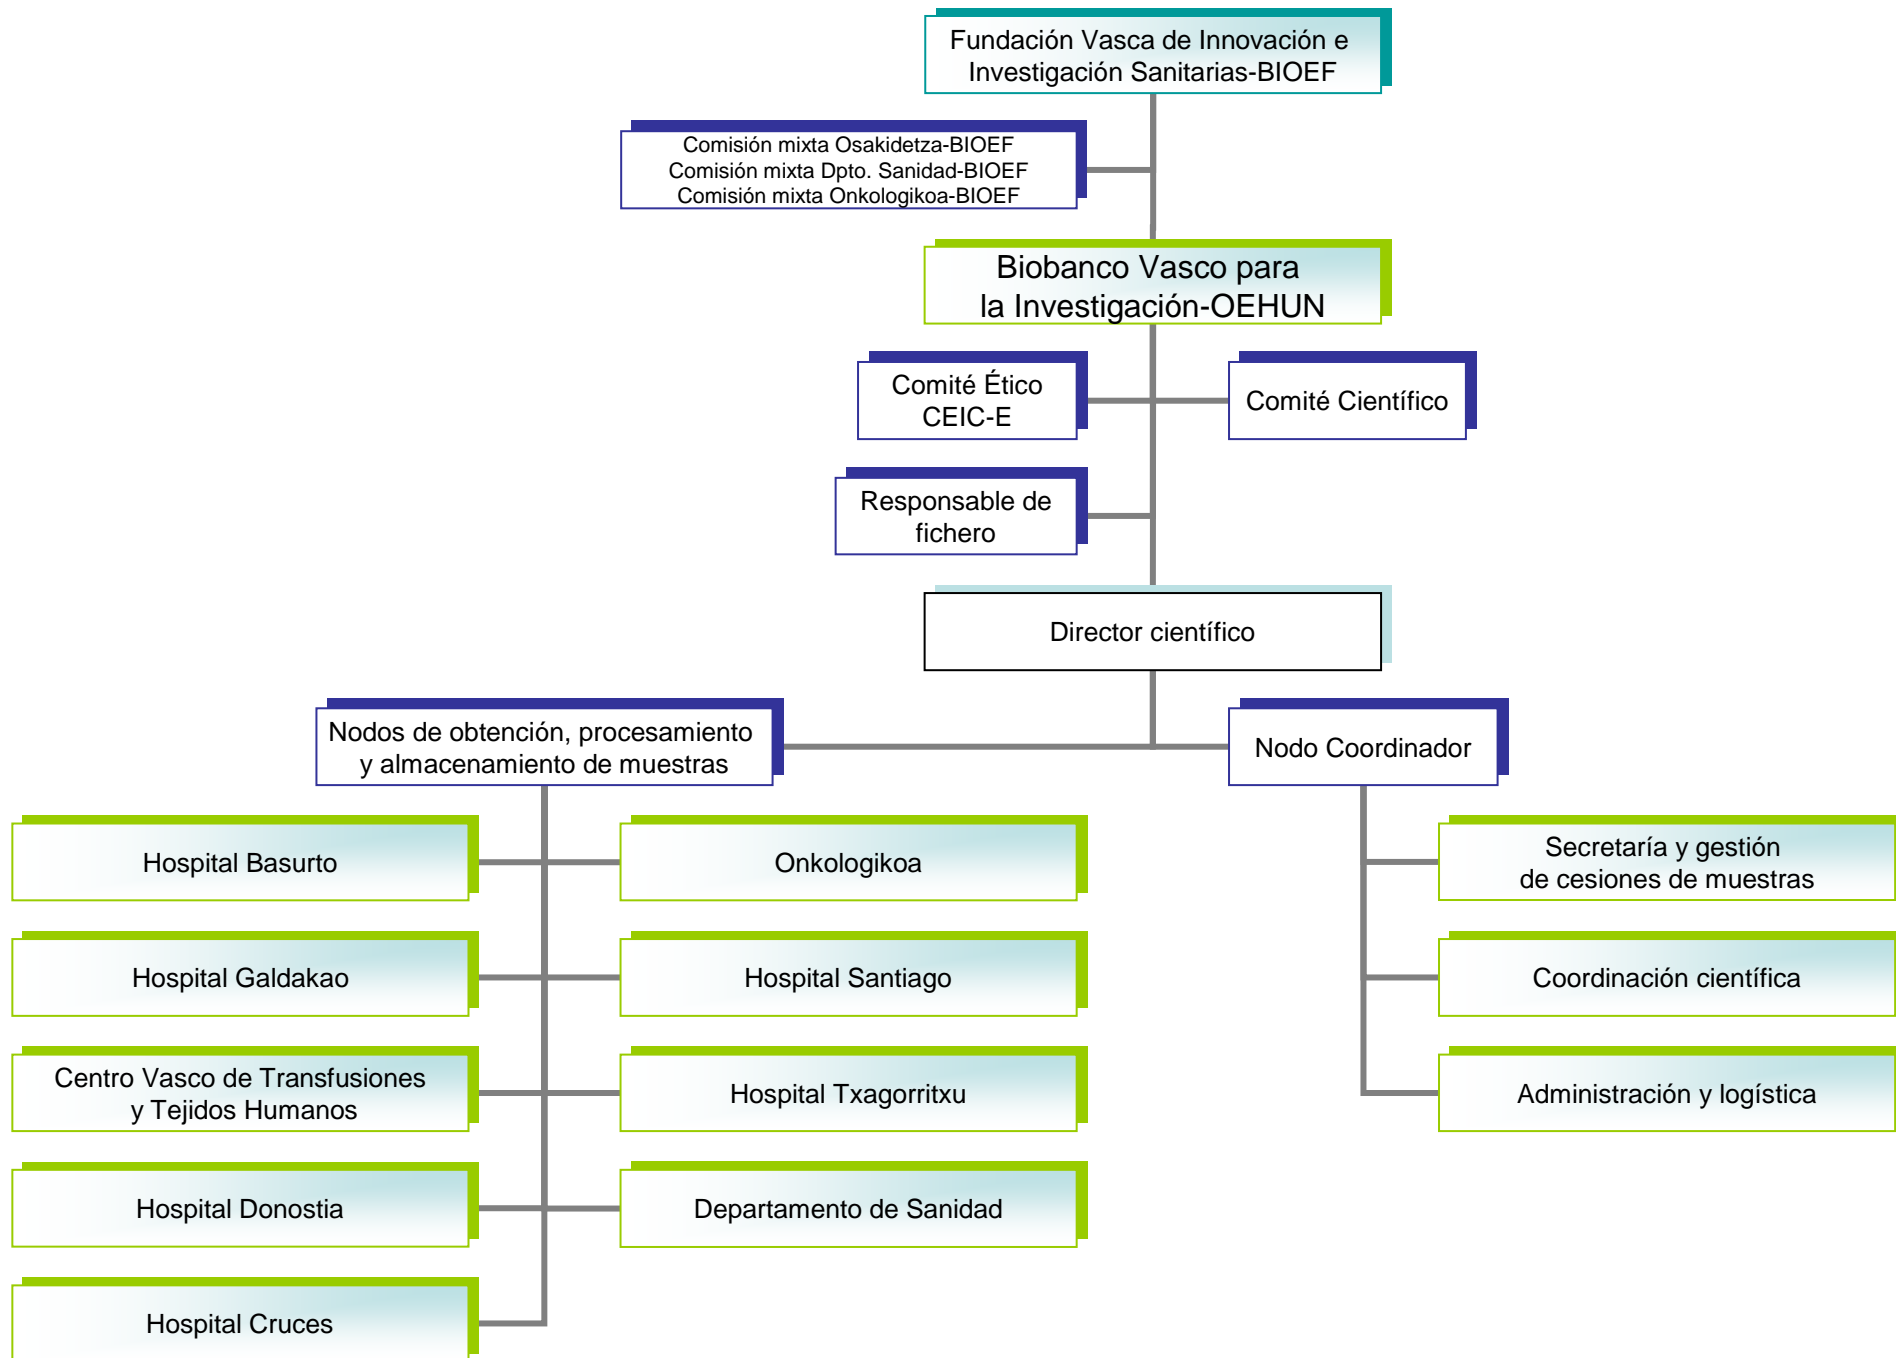 Fundación Vasca de Innovación e
Investigación Sanitarias-BIOEF
Comisión mixta Osakidetza-BIOEF
Comisión mixta Dpto. Sanidad-BIOEF
Comisión mixta Onkologikoa-BIOEF
Biobanco Vasco para
la Investigación-OEHUN
Comité Ético
CEIC-E
Comité Científico
Responsable de
fichero
Director científico
Nodos de obtención, procesamiento
y almacenamiento de muestras
Nodo Coordinador
Hospital Basurto
Onkologikoa
Secretaría y gestión
de cesiones de muestras
Hospital Galdakao
Hospital Santiago
Coordinación científica
Centro Vasco de Transfusiones
y Tejidos Humanos
Hospital Txagorritxu
Administración y logística
Hospital Donostia
Departamento de Sanidad
Hospital Cruces